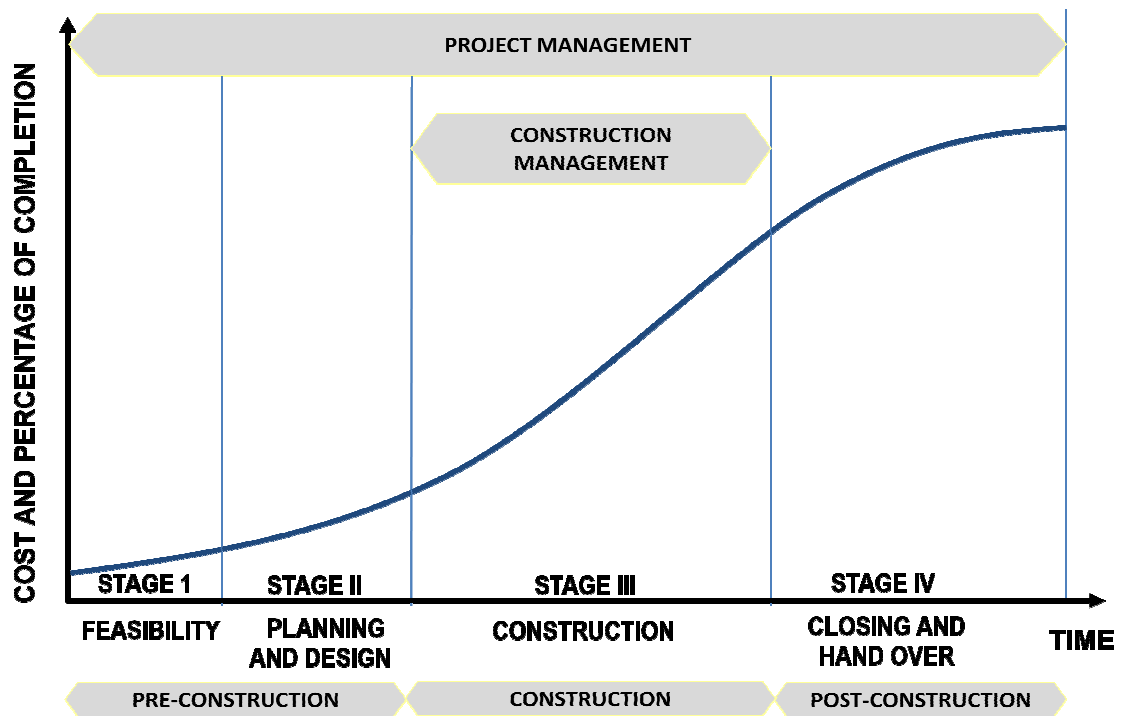 PROJECT MANAGEMENT
CONSTRUCTION
MANAGEMENT
COST AND PERCENTAGE OF COMPLETION
STAGE 1
STAGE II
STAGE III
STAGE IV
FEASIBILITY
PLANNING
AND DESIGN
CONSTRUCTION
CLOSING AND
HAND OVER
TIME
PRE-CONSTRUCTION
CONSTRUCTION
POST-CONSTRUCTION